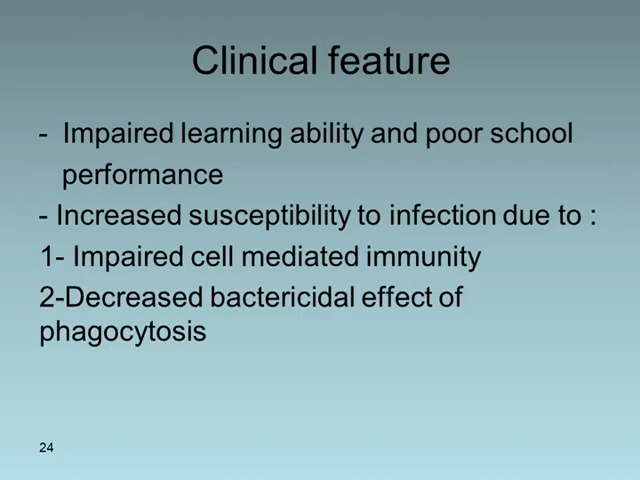 Clinical feature
- Impaired learning ability and poor school
performance
- Increased susceptibility to infection due to :
1- Impaired cell mediated immunity
2-Decreased bactericidal effect of
phagocytosis
24